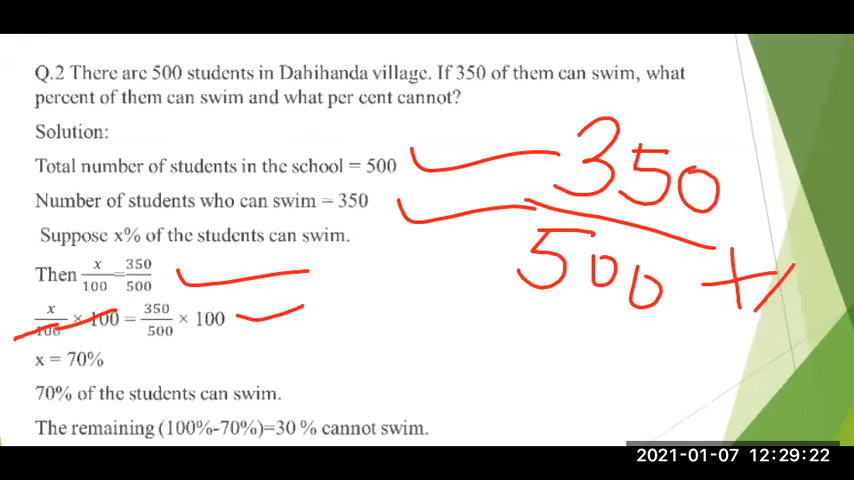 Q.2 There are 500 students in Dahihanda village. If 350 of them can swim, what
percent of them can swim and what per cent cannot?
Solution:
Total number of students in the school = 500
Number of students who can swim = 350
Suppose x% of the students can swim.
Then x/100 = 350/500
x/100 × 100 = 350/500 × 100
x = 70%
70% of the students can swim.
The remaining (100%-70%)=30 % cannot swim.
350
500
2021-01-07 12:29:22